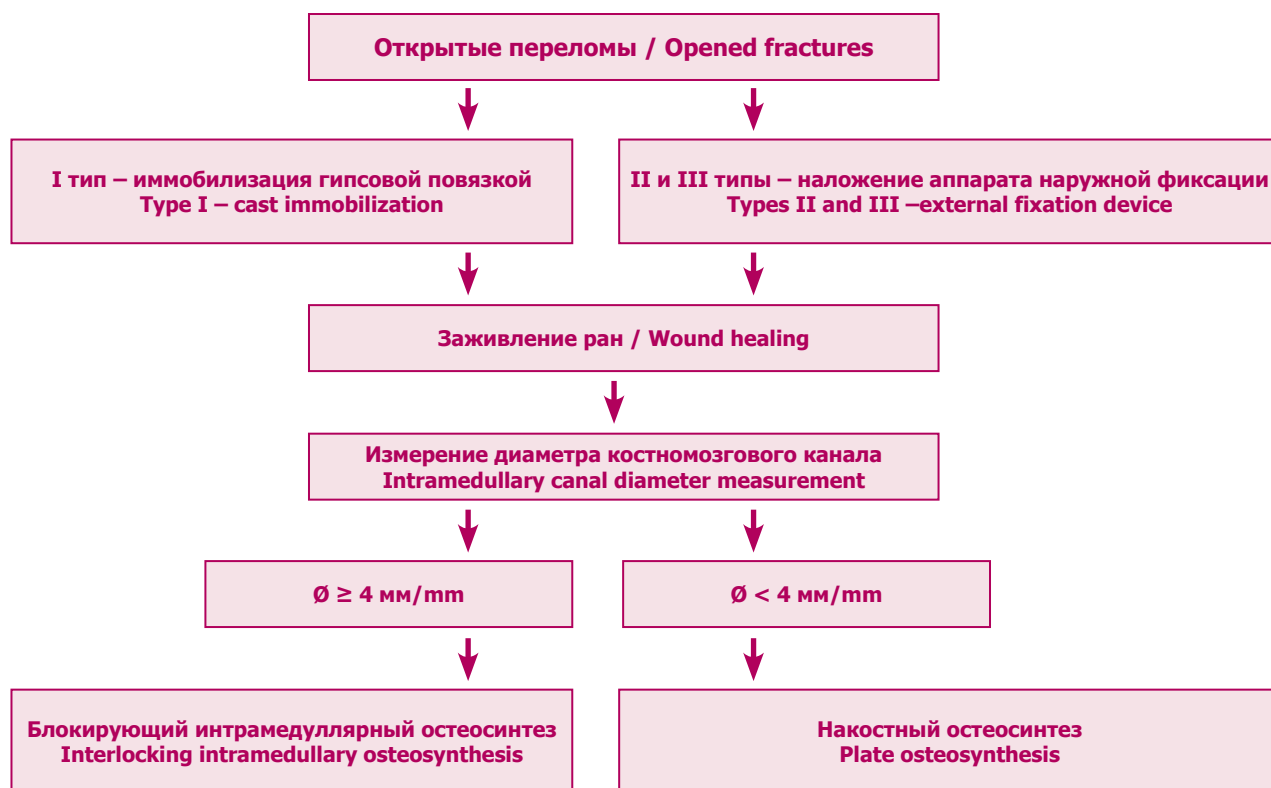 Открытые переломы / Opened fractures
I тип – иммобилизация гипсовой повязкой
Type I – cast immobilization
II и III типы – наложение аппарата наружной фиксации
Types II and III –external fixation device
Заживление ран / Wound healing
Измерение диаметра костномозгового канала
Intramedullary canal diameter measurement
Ø ≥ 4 мм/mm
Ø < 4 мм/mm
Блокирующий интрамедуллярный остеосинтез
Interlocking intramedullary osteosynthesis
Накостный остеосинтез
Plate osteosynthesis